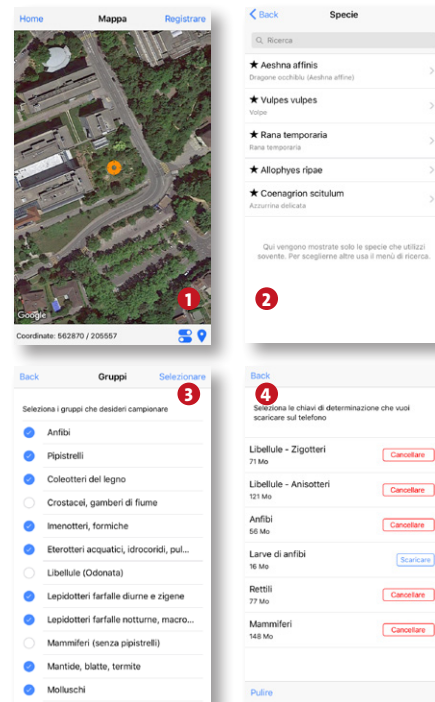 Home Mappa Registrare
Google
1
Coordinate: 562870 / 205557
Back Specie
Ricerca
Aeshna affinis
Dragone occhiblu (Aeshna affine)
Vulpes vulpes
Volpe
Rana temporaria
Rana temporaria
Allophyes ripae
Coenagrion scitulum
Azzurrina delicata
Qui vengono mostrate solo le specie che utilizzi
sovente. Per sceglierne altre usa il menù di ricerca.
2
Back Gruppi Selezionare
3
Seleziona i gruppi che desideri campionare
Anfibi
Pipistrelli
Coleotteri del legno
Crostacei, gamberi di fiume
Imenotteri, formiche
Eterotteri acquatici, idrocoridi, pul...
Libellule (Odonata)
Lepidotteri farfalle diurne e zigene
Lepidotteri farfalle notturne, macro...
Mammiferi (senza pipistrelli)
Mantide, blatte, termite
Molluschi
Back
4
Seleziona le chiavi di determinazione che vuoi
scaricare sul telefono
Libellule - Zigotteri
71 Mo
Cancellare
Libellule - Anisotteri
121 Mo
Cancellare
Anfibi
56 Mo
Cancellare
Larve di anfibi
16 Mo
Scaricare
Rettili
77 Mo
Cancellare
Mammiferi
148 Mo
Cancellare
Pulire